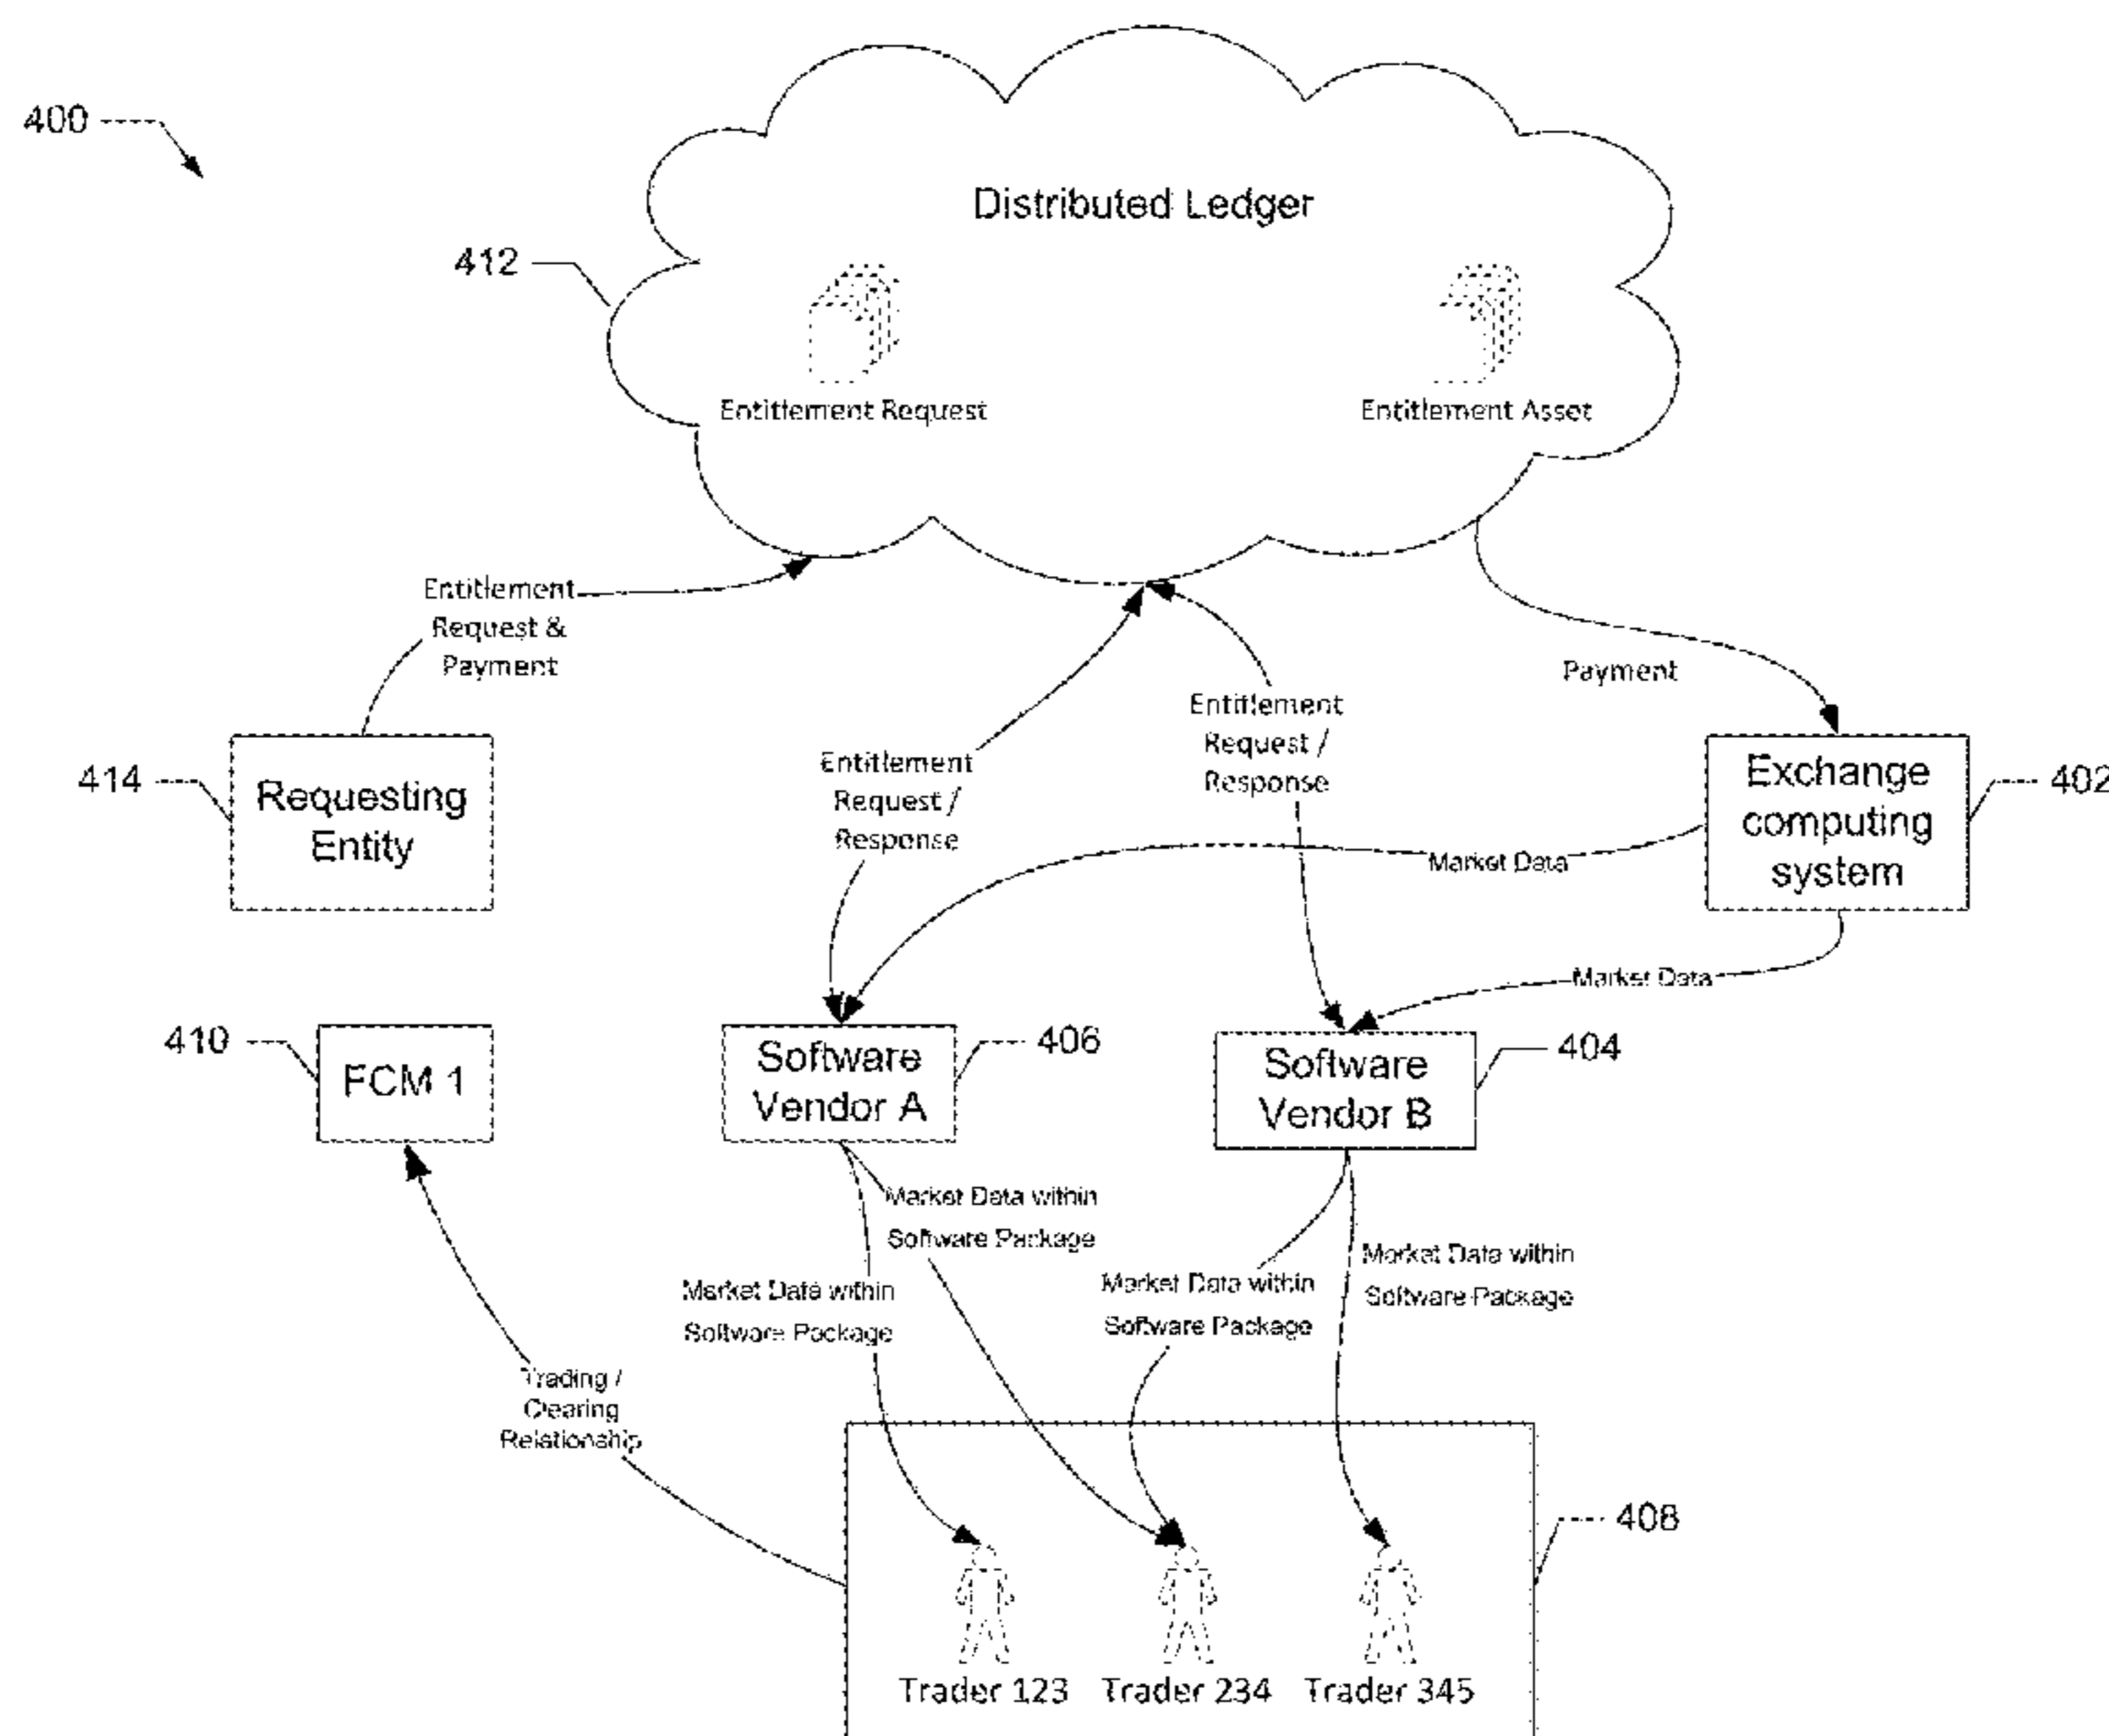 400
Distributed Ledger
412
Entitlement Request
Entitlement Asset
Entitlement
Request &
Payment
Payment
Entitlement
Request /
Response
Entitlement
Request /
Response
414
Requesting
Entity
Exchange
computing
system
402
Market Data
Market Data
410
FCM 1
Software
Vendor A
406
Software
Vendor B
404
Market Data within
Software Package
Market Data within
Software Package
Market Data within
Software Package
Market Data within
Software Package
Trading /
Clearing
Relationship
408
Trader 123
Trader 234
Trader 345